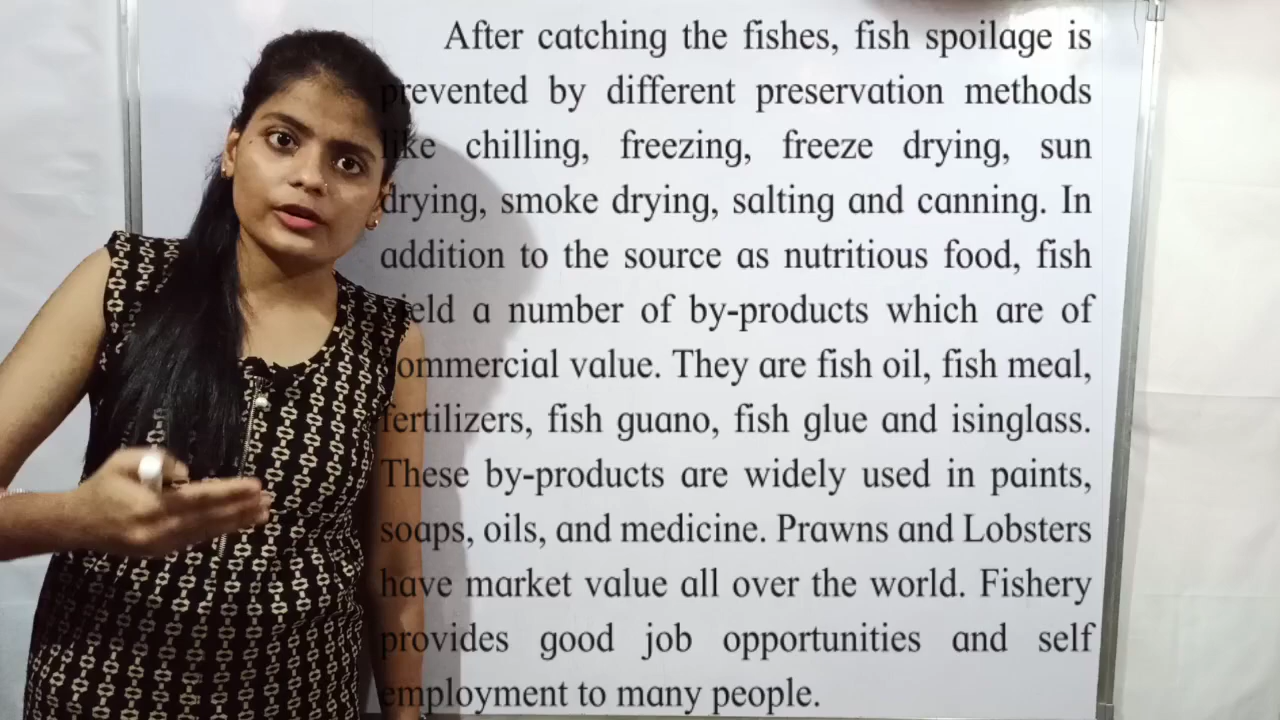 After catching the fishes, fish spoilage is
prevented by different preservation methods
like chilling, freezing, freeze drying, sun
drying, smoke drying, salting and canning. In
addition to the source as nutritious food, fish
yield a number of by-products which are of
commercial value. They are fish oil, fish meal,
fertilizers, fish guano, fish glue and isinglass.
These by-products are widely used in paints,
soaps, oils, and medicine. Prawns and Lobsters
have market value all over the world. Fishery
provides good job opportunities and self
employment to many people.